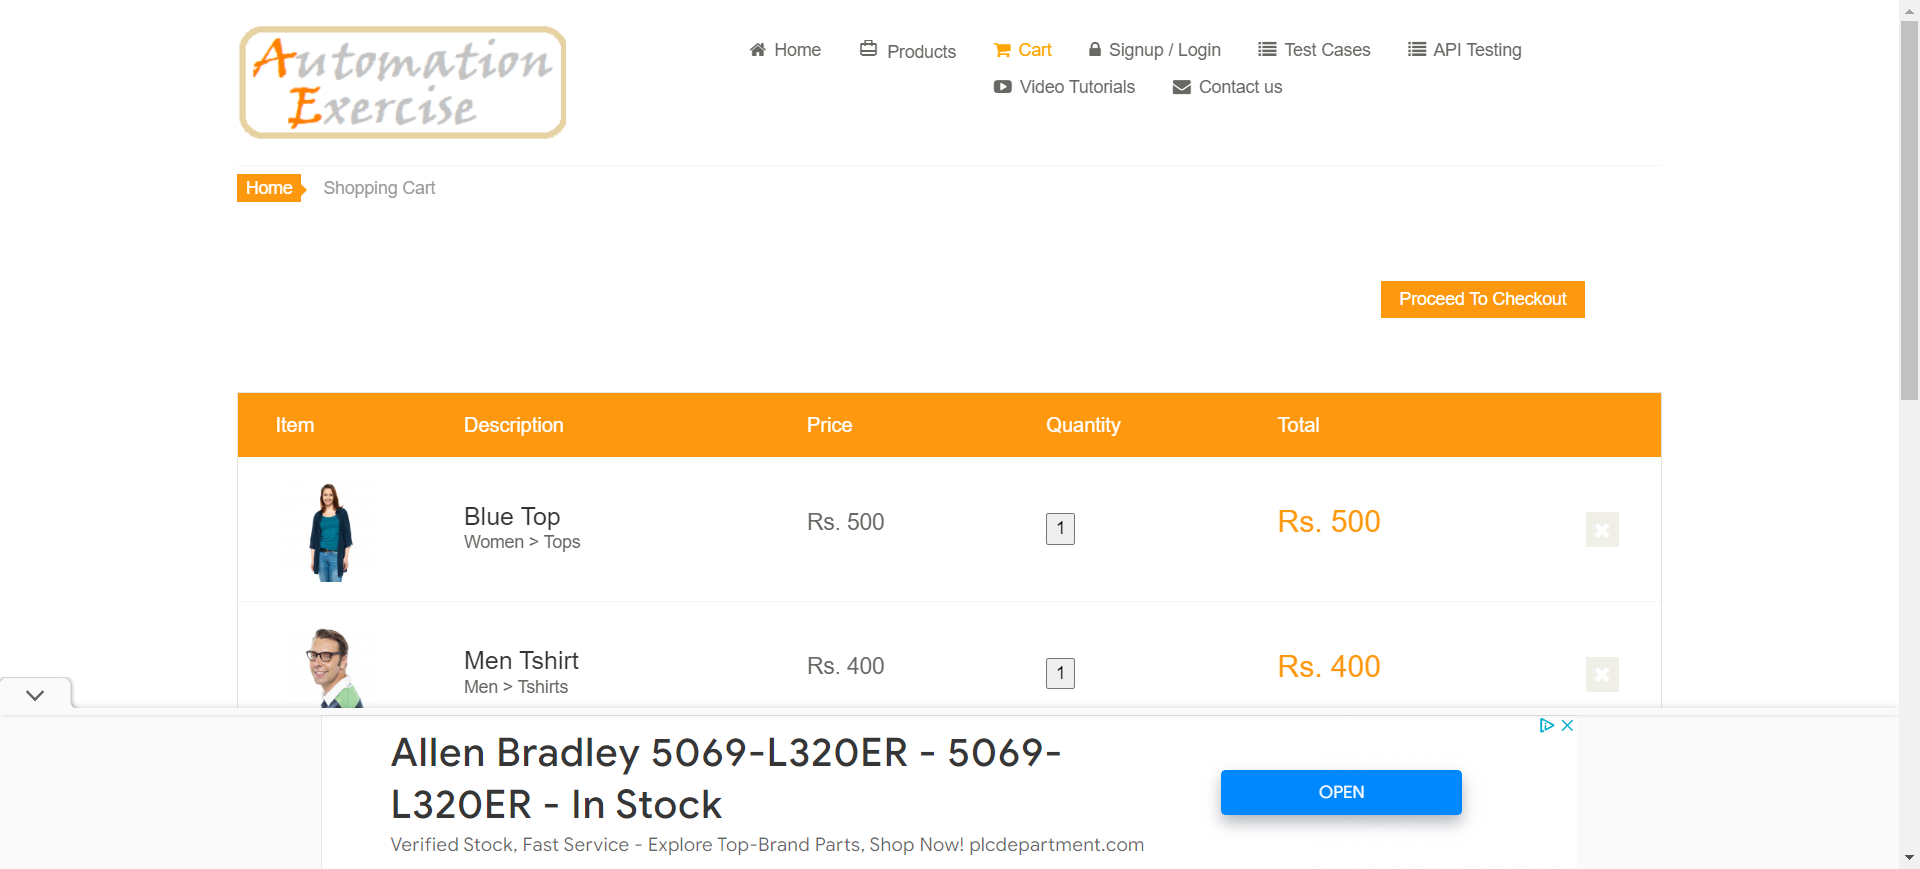 Automation
Exercise
Home
Products
Cart
Signup / Login
Test Cases
API Testing
Video Tutorials
Contact us
Home
Shopping Cart
Proceed To Checkout
Item Description Price Quantity Total
Blue Top
Women > Tops
Rs. 500
1
Rs. 500
Men Tshirt
Men > Tshirts
Rs. 400
1
Rs. 400
Allen Bradley 5069-L320ER - 5069-
L320ER - In Stock
Verified Stock, Fast Service - Explore Top-Brand Parts, Shop Now! plcdepartment.com
OPEN